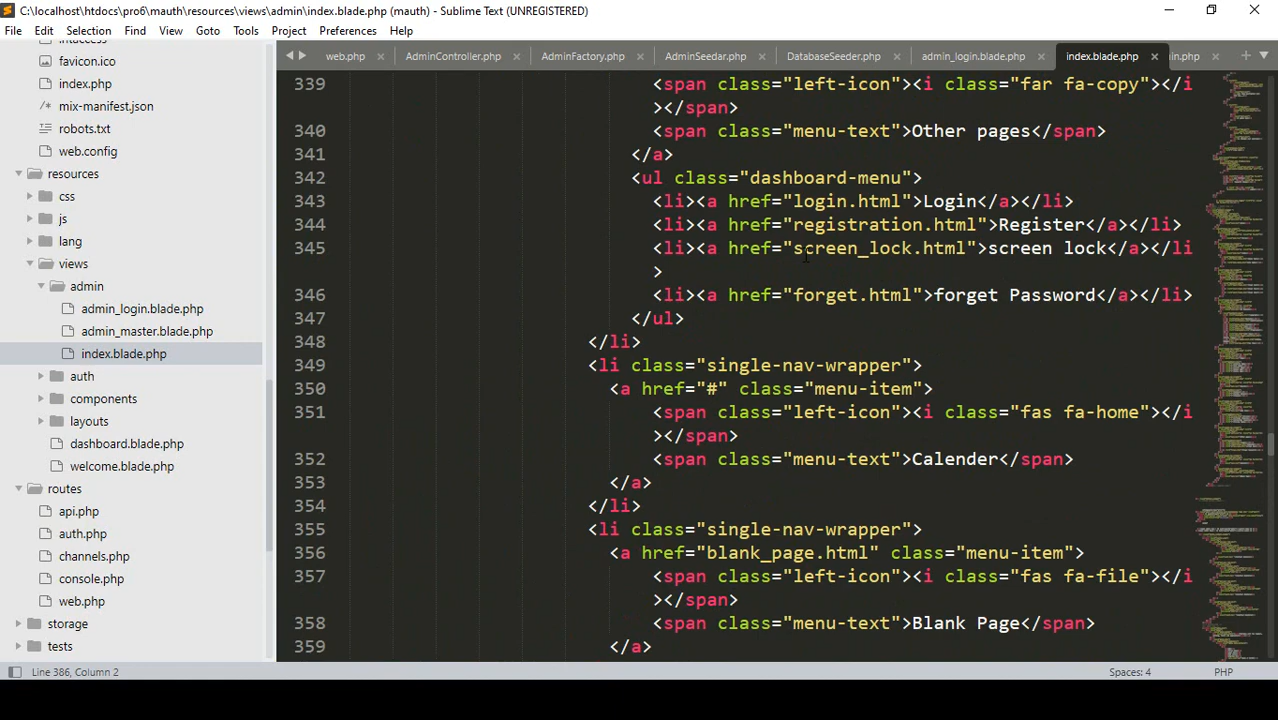 C:\localhost\htdocs\pro6\mauth\resources\views\admin\index.blade.php (mauth) - Sublime Text (UNREGISTERED)
File Edit Selection Find View Goto Tools Project Preferences Help
favicon.ico
index.php
mix-manifest.json
robots.txt
web.config
resources
css
js
lang
views
admin
admin_login.blade.php
admin_master.blade.php
index.blade.php
auth
components
layouts
dashboard.blade.php
welcome.blade.php
routes
api.php
auth.php
channels.php
console.php
web.php
storage
tests
web.php AdminController.php AdminFactory.php AdminSeedar.php DatabaseSeeder.php admin_login.blade.php index.blade.php in.php
339 <span class="left-icon"><i class="far fa-copy"></i
></span>
340 <span class="menu-text">Other pages</span>
341 </a>
342 <ul class="dashboard-menu">
343 <li><a href="login.html">Login</a></li>
344 <li><a href="registration.html">Register</a></li>
345 <li><a href="screen_lock.html">screen lock</a></li
>
346 <li><a href="forget.html">forget Password</a></li>
347 </ul>
348 </li>
349 <li class="single-nav-wrapper">
350 <a href="#" class="menu-item">
351 <span class="left-icon"><i class="fas fa-home"></i
></span>
352 <span class="menu-text">Calender</span>
353 </a>
354 </li>
355 <li class="single-nav-wrapper">
356 <a href="blank_page.html" class="menu-item">
357 <span class="left-icon"><i class="fas fa-file"></i
></span>
358 <span class="menu-text">Blank Page</span>
359 </a>
Line 386, Column 2 Spaces: 4 PHP